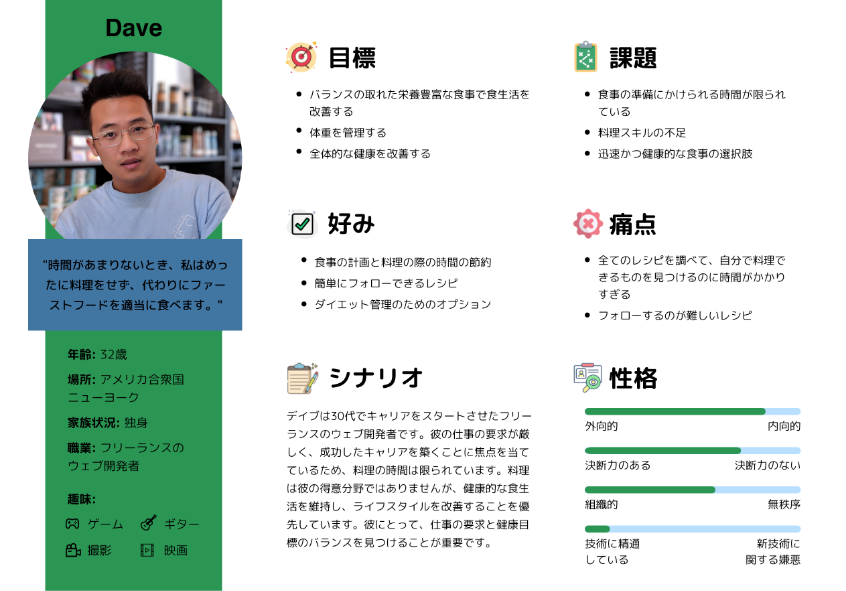 Dave
"時間があまりないとき、私はめっ
たに料理をせず、代わりにファー
ストフードを適当に食べます。"
年齢: 32歳
場所: アメリカ合衆国
ニューヨーク
家族状況: 独身
職業: フリーランスの
ウェブ開発者
趣味:
ゲーム
ギター
撮影
映画
目標
• バランスの取れた栄養豊富な食事で食生活を
改善する
• 体重を管理する
• 全体的な健康を改善する
課題
• 食事の準備にかけられる時間が限られ
ている
• 料理スキルの不足
• 迅速かつ健康的な食事の選択肢
好み
• 食事の計画と料理の際の時間の節約
• 簡単にフォローできるレシピ
• ダイエット管理のためのオプション
痛点
• 全てのレシピを調べて、自分で料理で
きるものを見つけるのに時間がかかり
すぎる
• フォローするのが難しいレシピ
シナリオ
デイブは30代でキャリアをスタートさせたフリー
ランスのウェブ開発者です。彼の仕事の要求が厳
しく、成功したキャリアを築くことに焦点を当て
ているため、料理の時間は限られています。料理
は彼の得意分野ではありませんが、健康的な食生
活を維持し、ライフスタイルを改善することを優
先しています。彼にとって、仕事の要求と健康目
標のバランスを見つけることが重要です。
性格
外向的 内向的
決断力のある 決断力のない
組織的 無秩序
技術に精通 新技術に
している 関する嫌悪